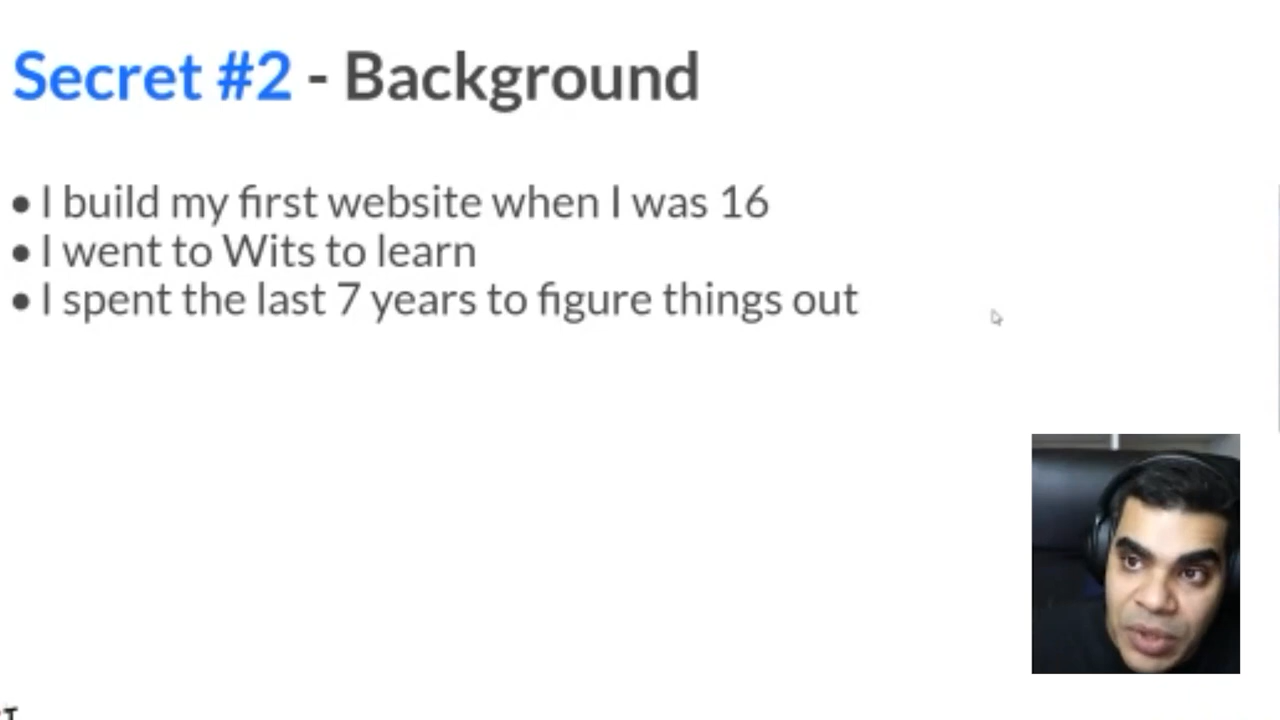 Secret #2 - Background
• I build my first website when I was 16
• I went to Wits to learn
• I spent the last 7 years to figure things out